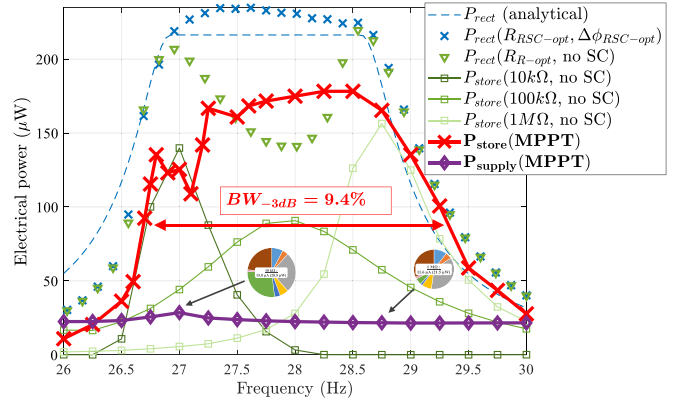 P_rect (analytical)
P_rect(R_RSC-opt, Δϕ_RSC-opt)
P_rect(R_R-opt, no SC)
P_store(10kΩ, no SC)
P_store(100kΩ, no SC)
P_store(1MΩ, no SC)
P_store(MPPT)
P_supply(MPPT)
Electrical power (μW)
200
150
100
50
0
BW_-3dB = 9.4%
26
26.5
27
27.5
28
28.5
29
29.5
30
Frequency (Hz)